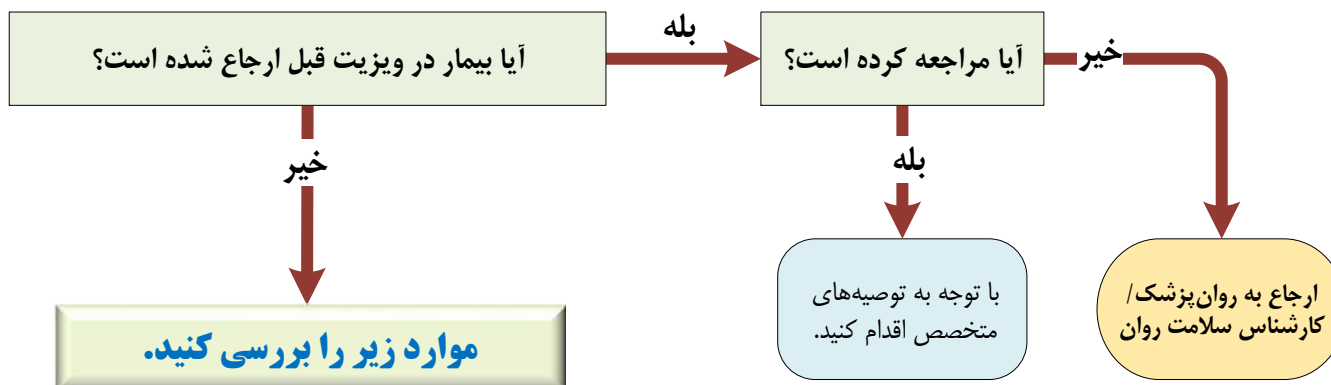 آیا بیمار در ویزیت قبل ارجاع شده است؟
بله
آیا مراجعه کرده است؟
خیر
خیر
بله
موارد زیر را بررسی کنید.
با توجه به توصیه‌های
متخصص اقدام کنید.
ارجاع به روان‌پزشک/
کارشناس سلامت روان